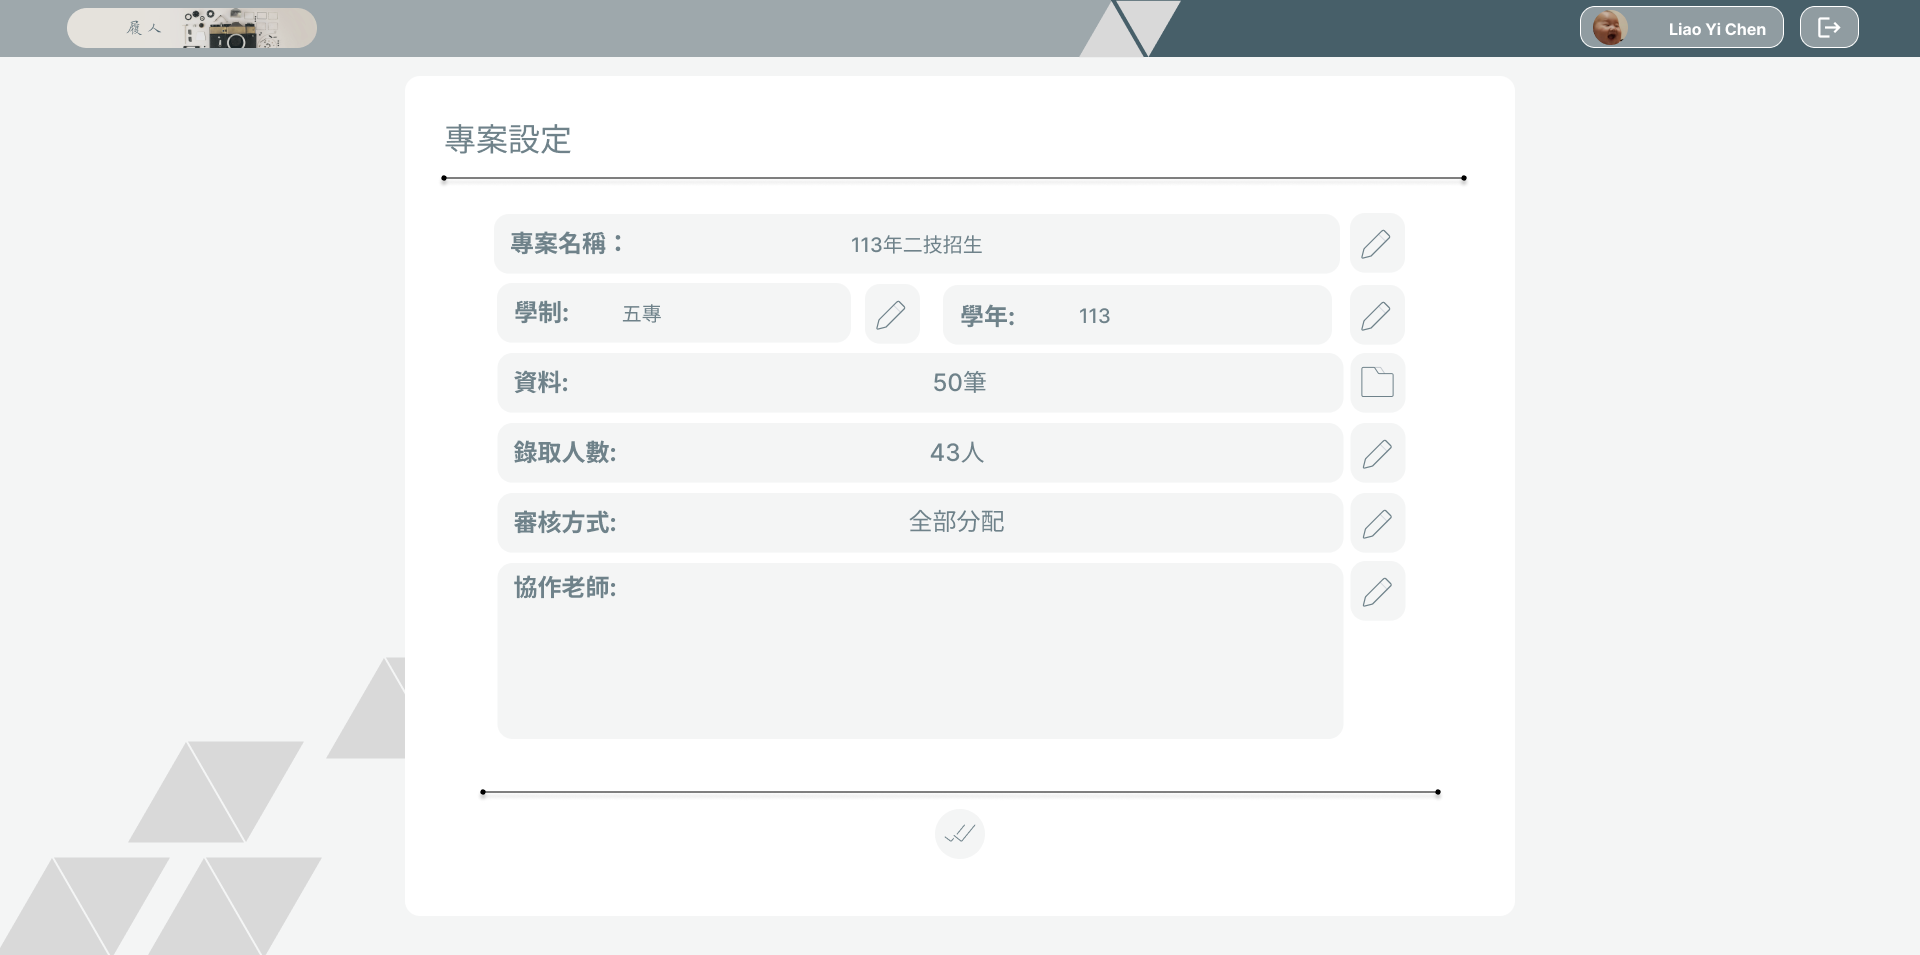 履人
Liao Yi Chen
專案設定
專案名稱：
113年二技招生
學制:
五專
學年:
113
資料:
50筆
錄取人數:
43人
審核方式:
全部分配
協作老師: